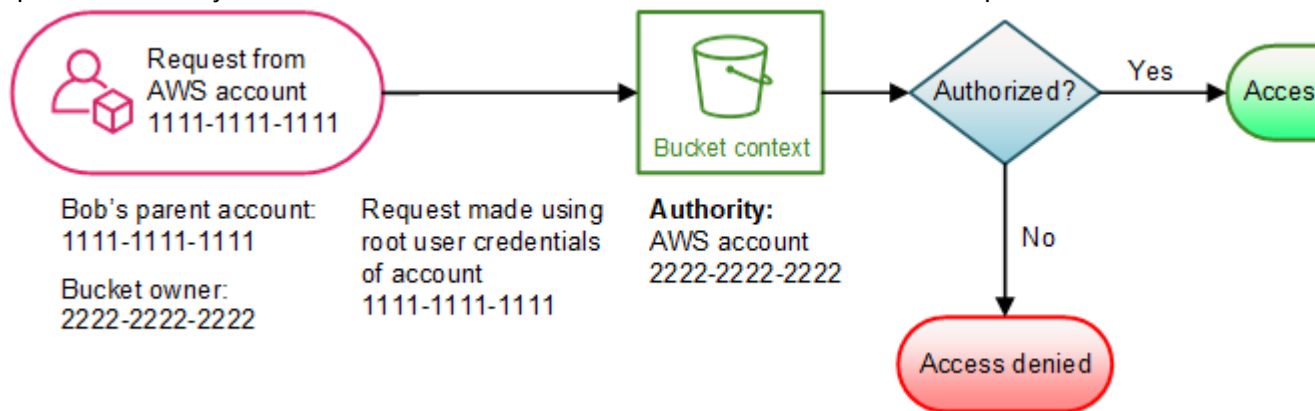 Request from
AWS account
1111-1111-1111
Bucket context
Authorized?
Yes
Acces
No
Access denied
Bob's parent account:
1111-1111-1111
Bucket owner:
2222-2222-2222
Request made using
root user credentials
of account
1111-1111-1111
Authority:
AWS account
2222-2222-2222